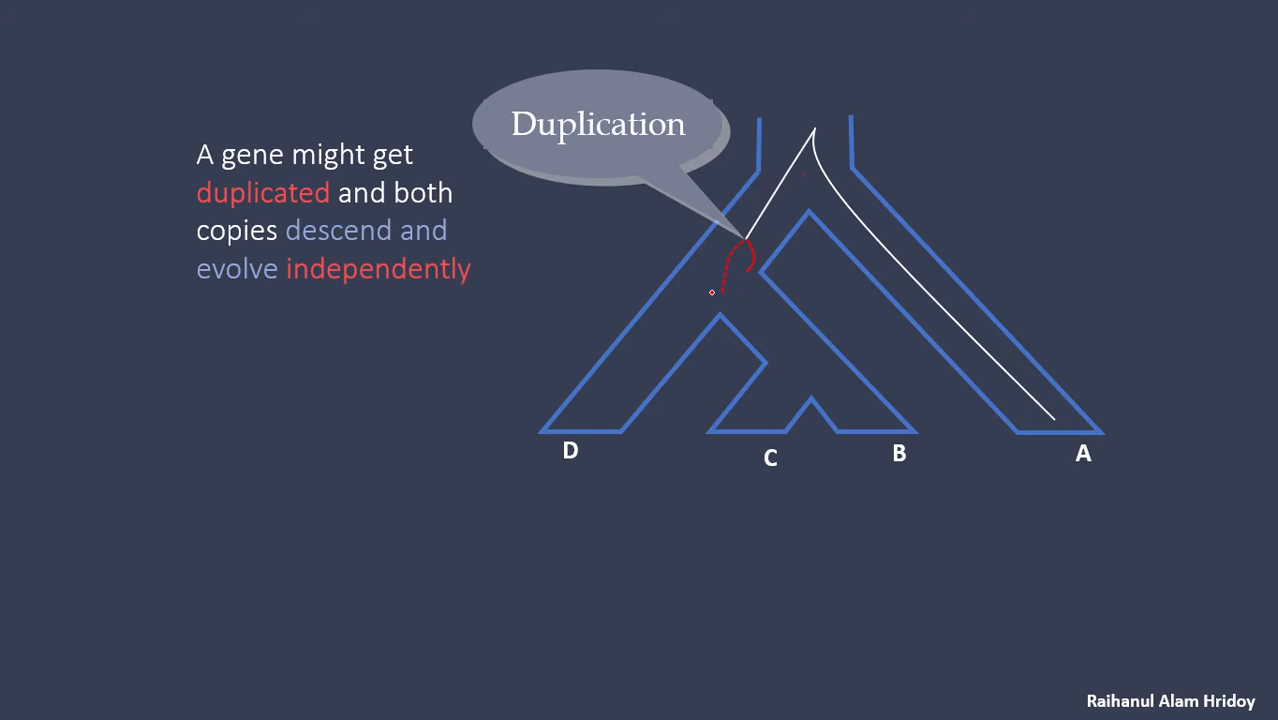 Duplication
A gene might get
duplicated and both
copies descend and
evolve independently
D
C
B
A
Raihanul Alam Hridoy